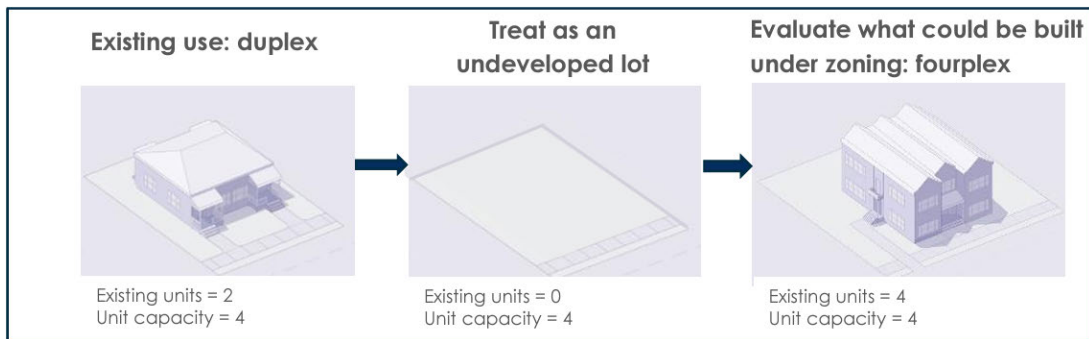 Existing use: duplex
Treat as an
undeveloped lot
Evaluate what could be built
under zoning: fourplex
Existing units = 2
Unit capacity = 4
Existing units = 0
Unit capacity = 4
Existing units = 4
Unit capacity = 4